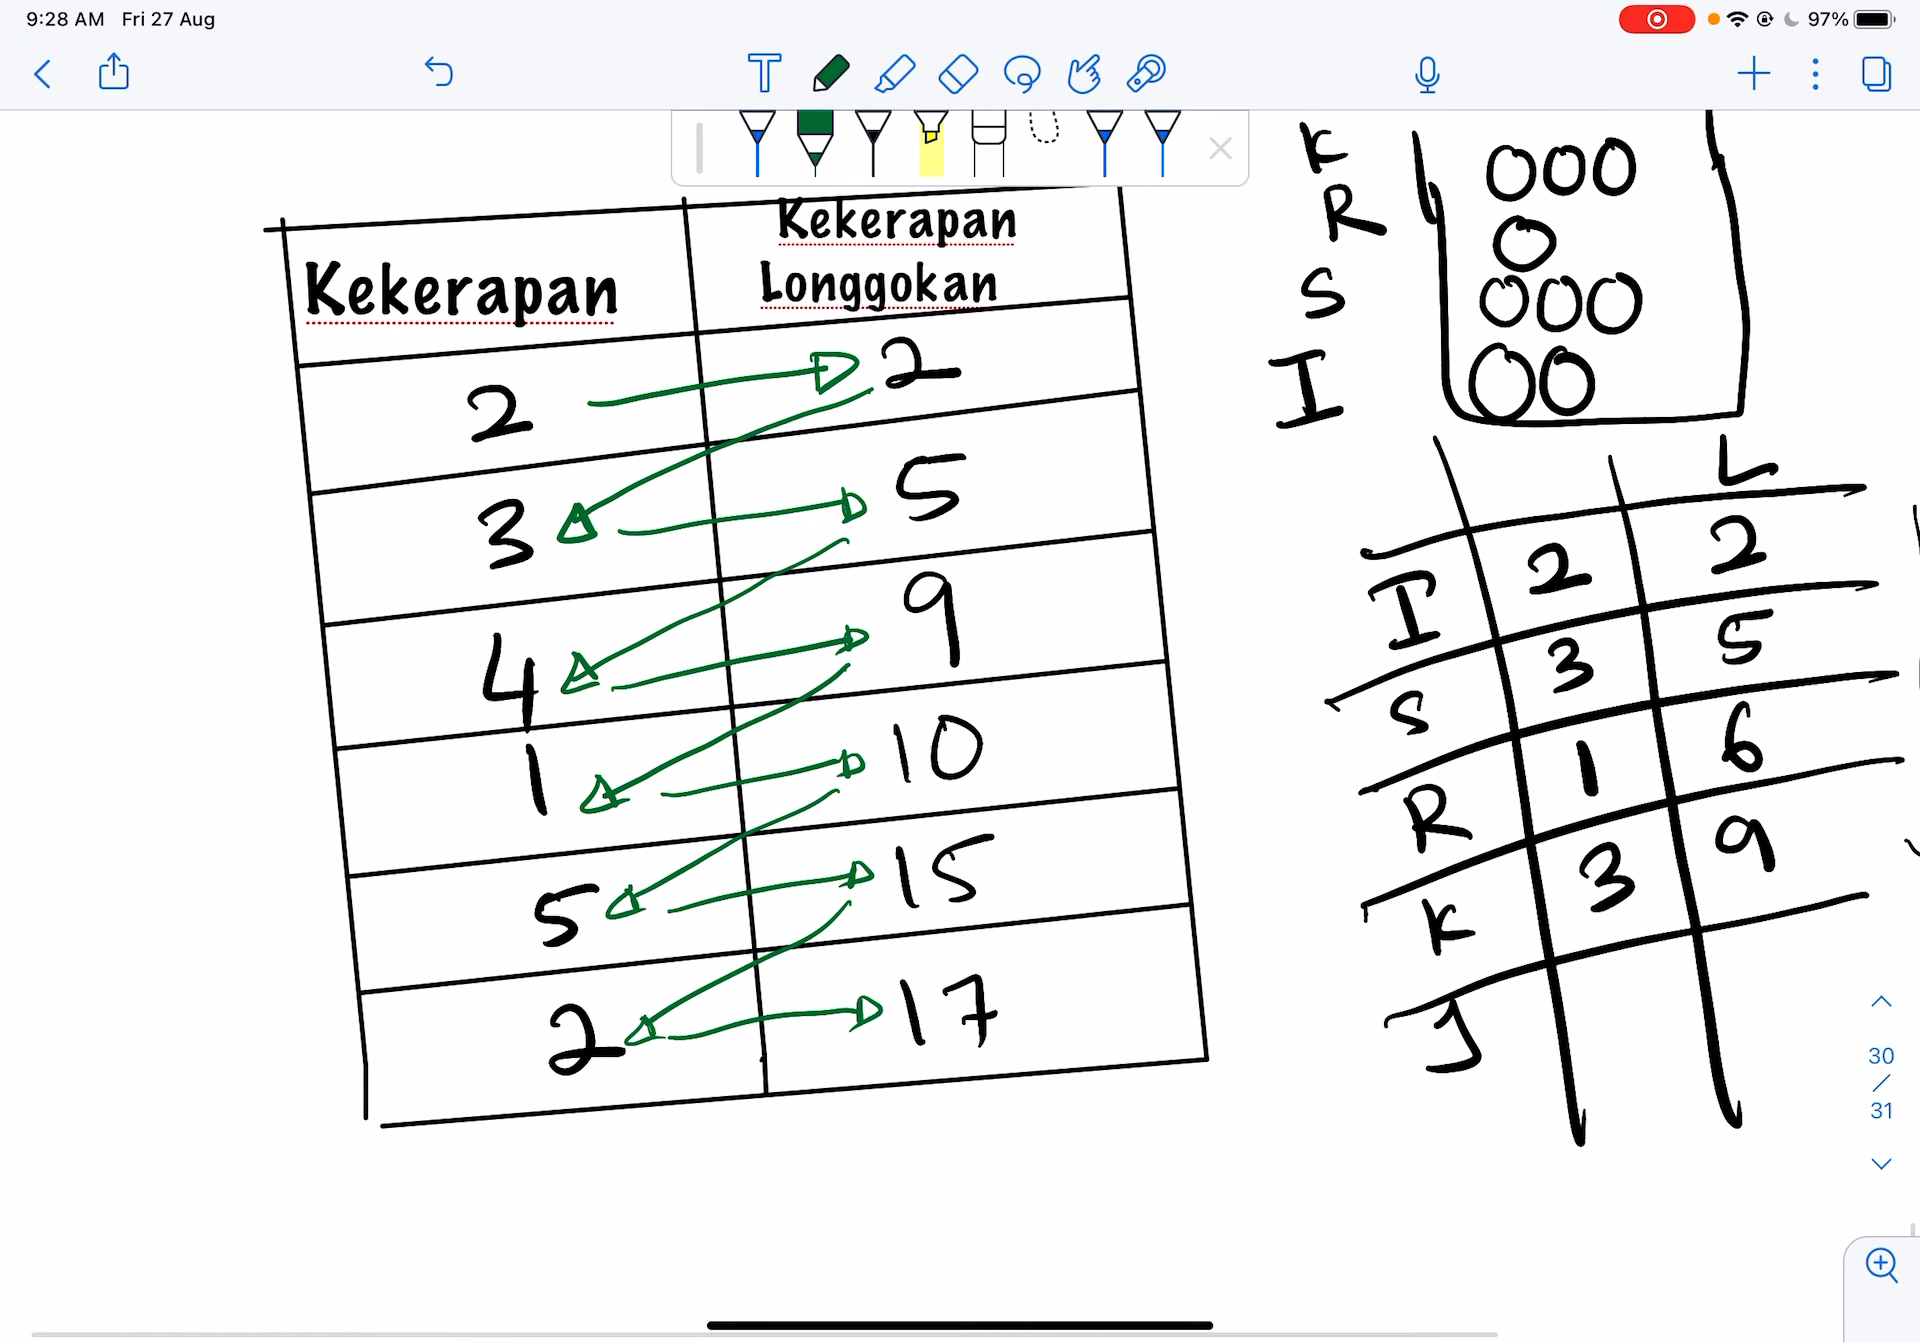 9:28 AM Fri 27 Aug
97%
T
Kekerapan
Kekerapan Longgokan
2 2
3 5
4 9
1 10
5 15
2 17
K
R
S
I
L
I 2 2
S 3 5
R 1 6
K 3 9
J
30
/
31